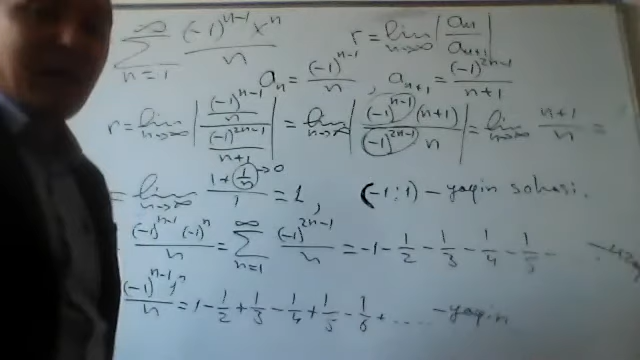 ∑_{n=1}^{∞} (-1)^{n-1} x^n / n    r = lim_{n→∞} | a_n / a_{n+1} |
a_n = (-1)^{n-1} / n , a_{n+1} = (-1)^{2n-1} / n+1
r = lim_{n→∞} | ((-1)^{n-1} / n) / ((-1)^{2n-1} / n+1) | = lim_{n→∞} | (-1)^{n-1} (n+1) / (-1)^{2n-1} n | = lim_{n→∞} n+1 / n =
= lim_{n→∞} 1 + 1/n → 0 / 1 = 1, (-1; 1) - yaqin sohasi.
(-1)^{n-1} (-1)^n / n = ∑_{n=1}^{∞} (-1)^{2n-1} / n = -1 - 1/2 - 1/3 - 1/4 - 1/5 -
(-1)^{n-1} 1^n / n = 1 - 1/2 + 1/3 - 1/4 + 1/5 - 1/6 + .... - yaqin